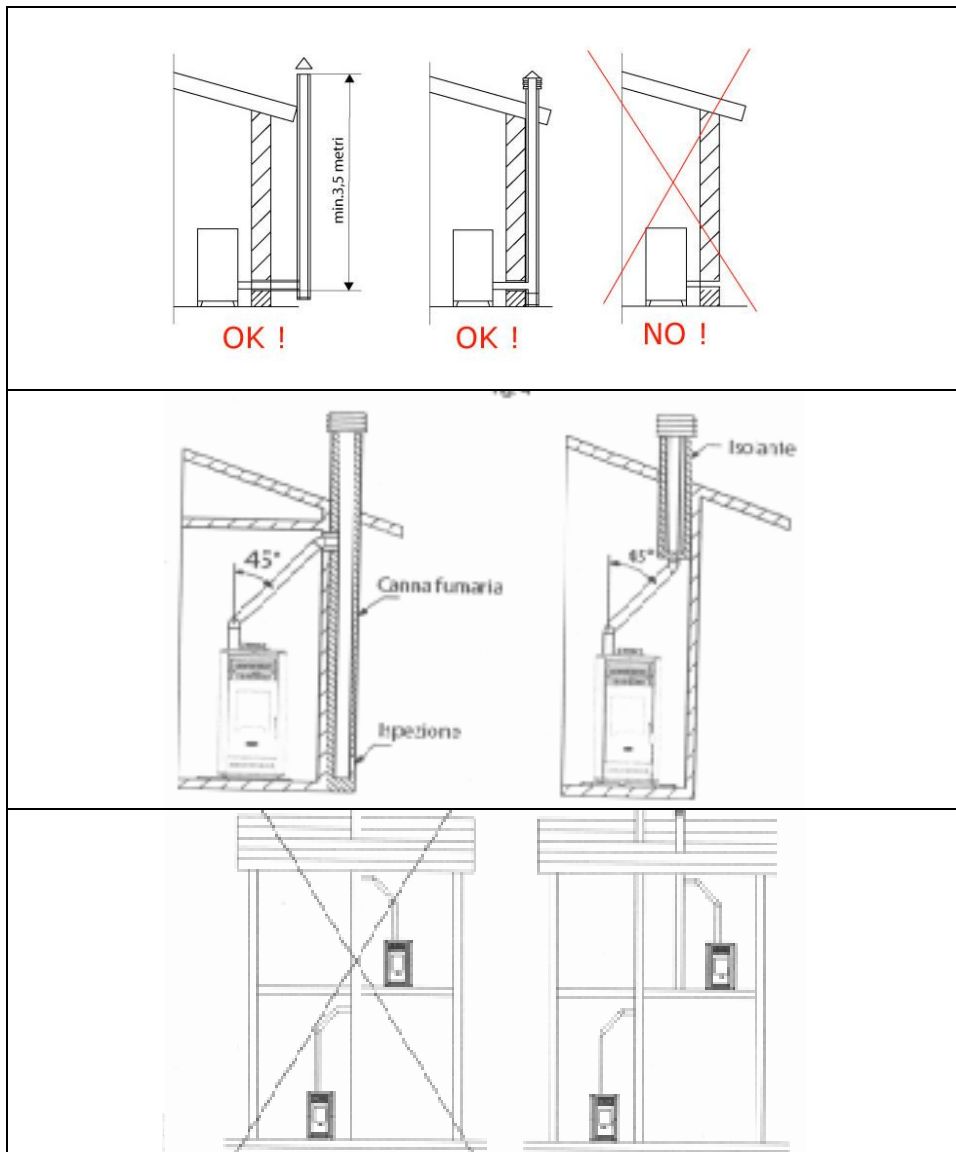 min.3,5 metri
OK !
OK !
NO !
Isolante
45°
45°
Canna fumaria
Ispezione